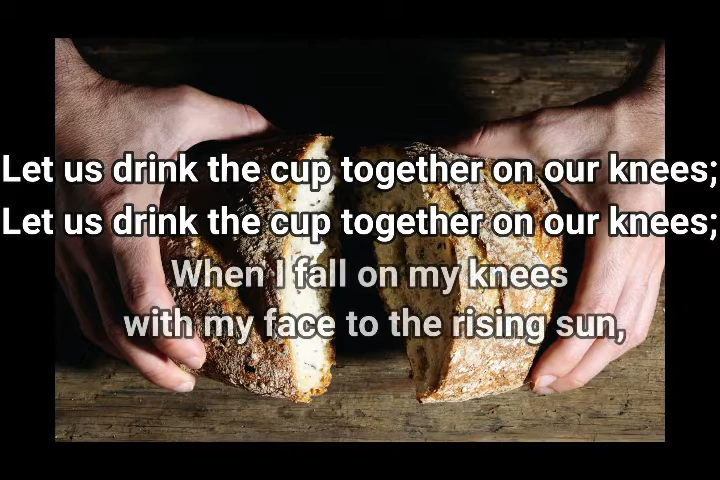 Let us drink the cup together on our knees;
Let us drink the cup together on our knees;
When I fall on my knees
with my face to the rising sun,